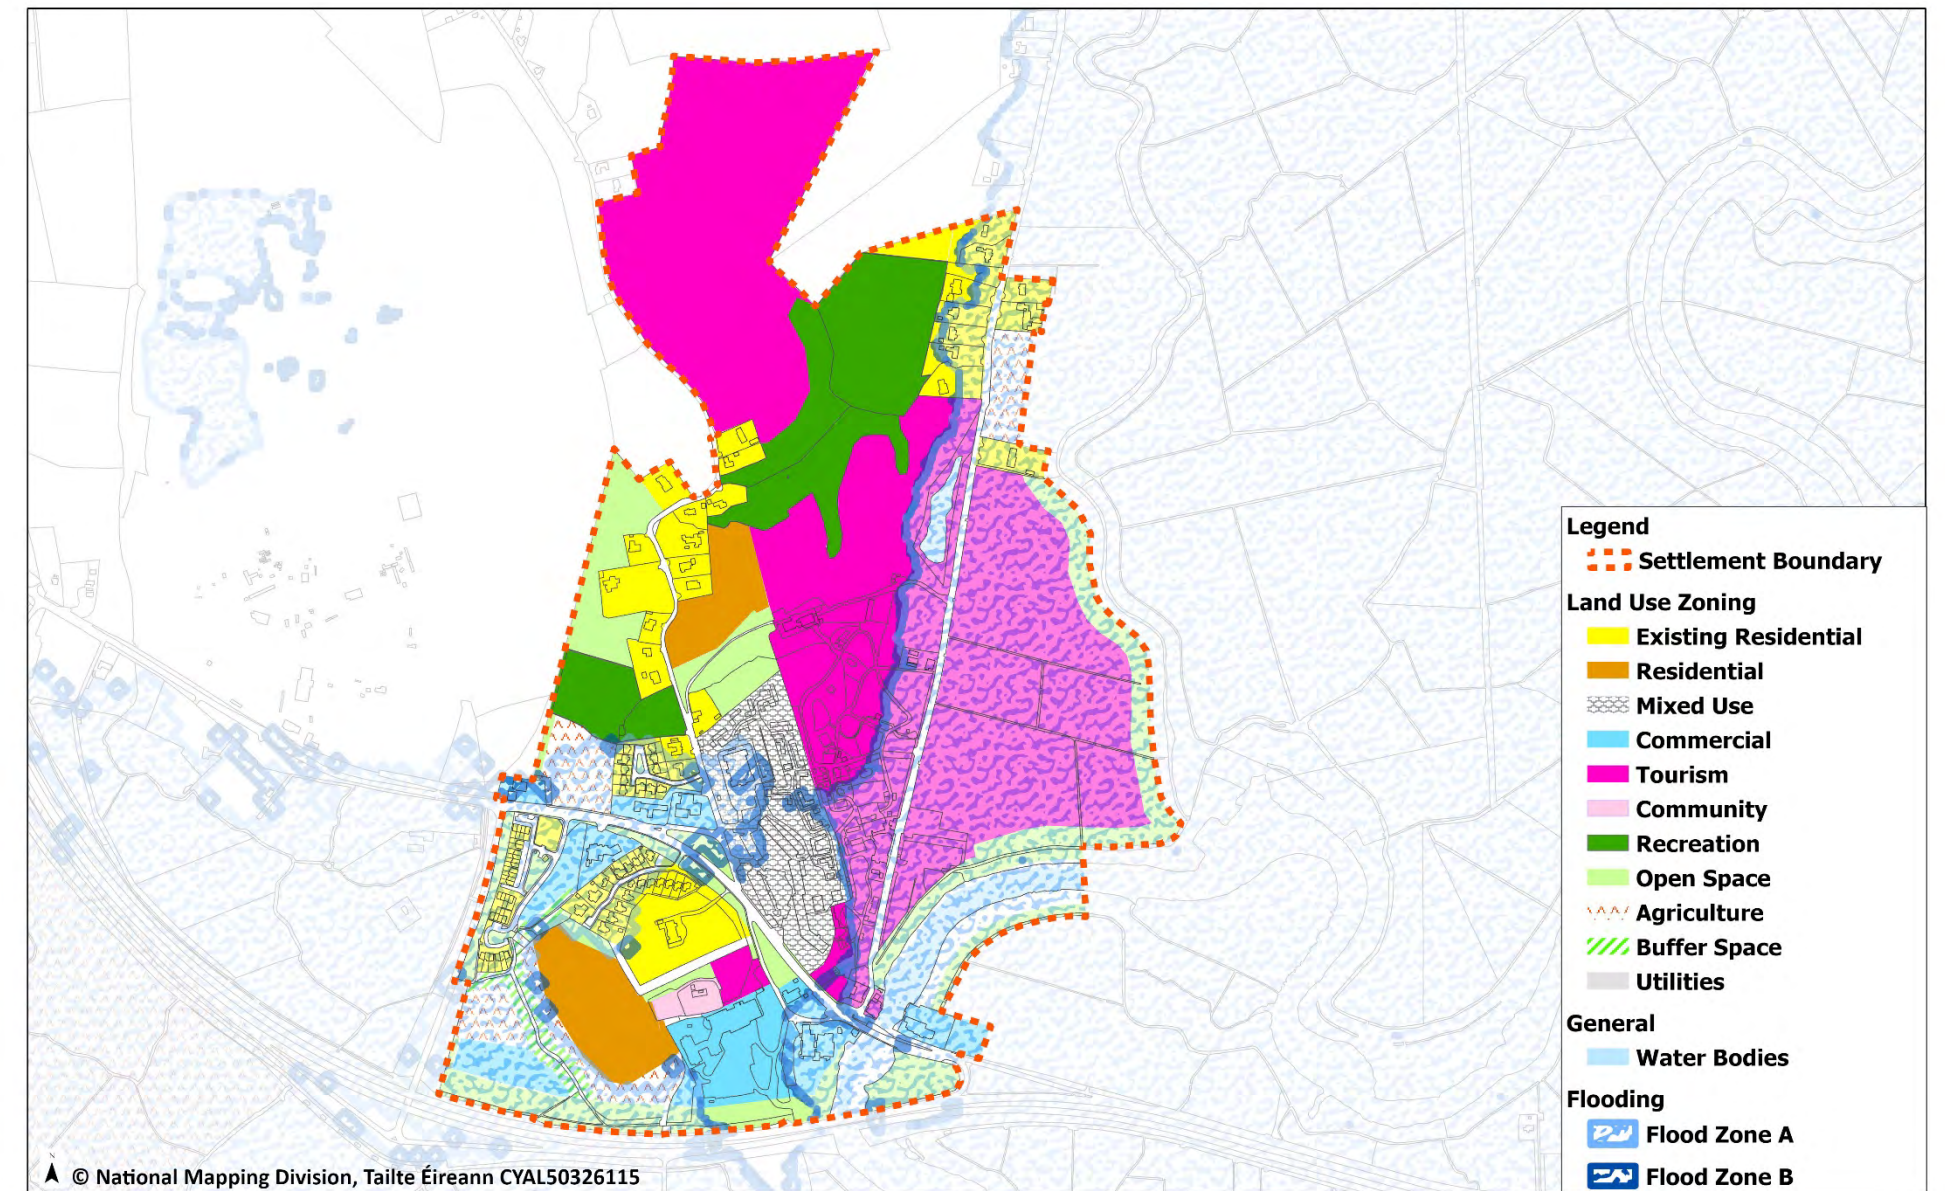 Legend
Settlement Boundary
Land Use Zoning
Existing Residential
Residential
Mixed Use
Commercial
Tourism
Community
Recreation
Open Space
Agriculture
Buffer Space
Utilities
General
Water Bodies
Flooding
Flood Zone A
Flood Zone B
N
© National Mapping Division, Tailte Éireann CYAL50326115